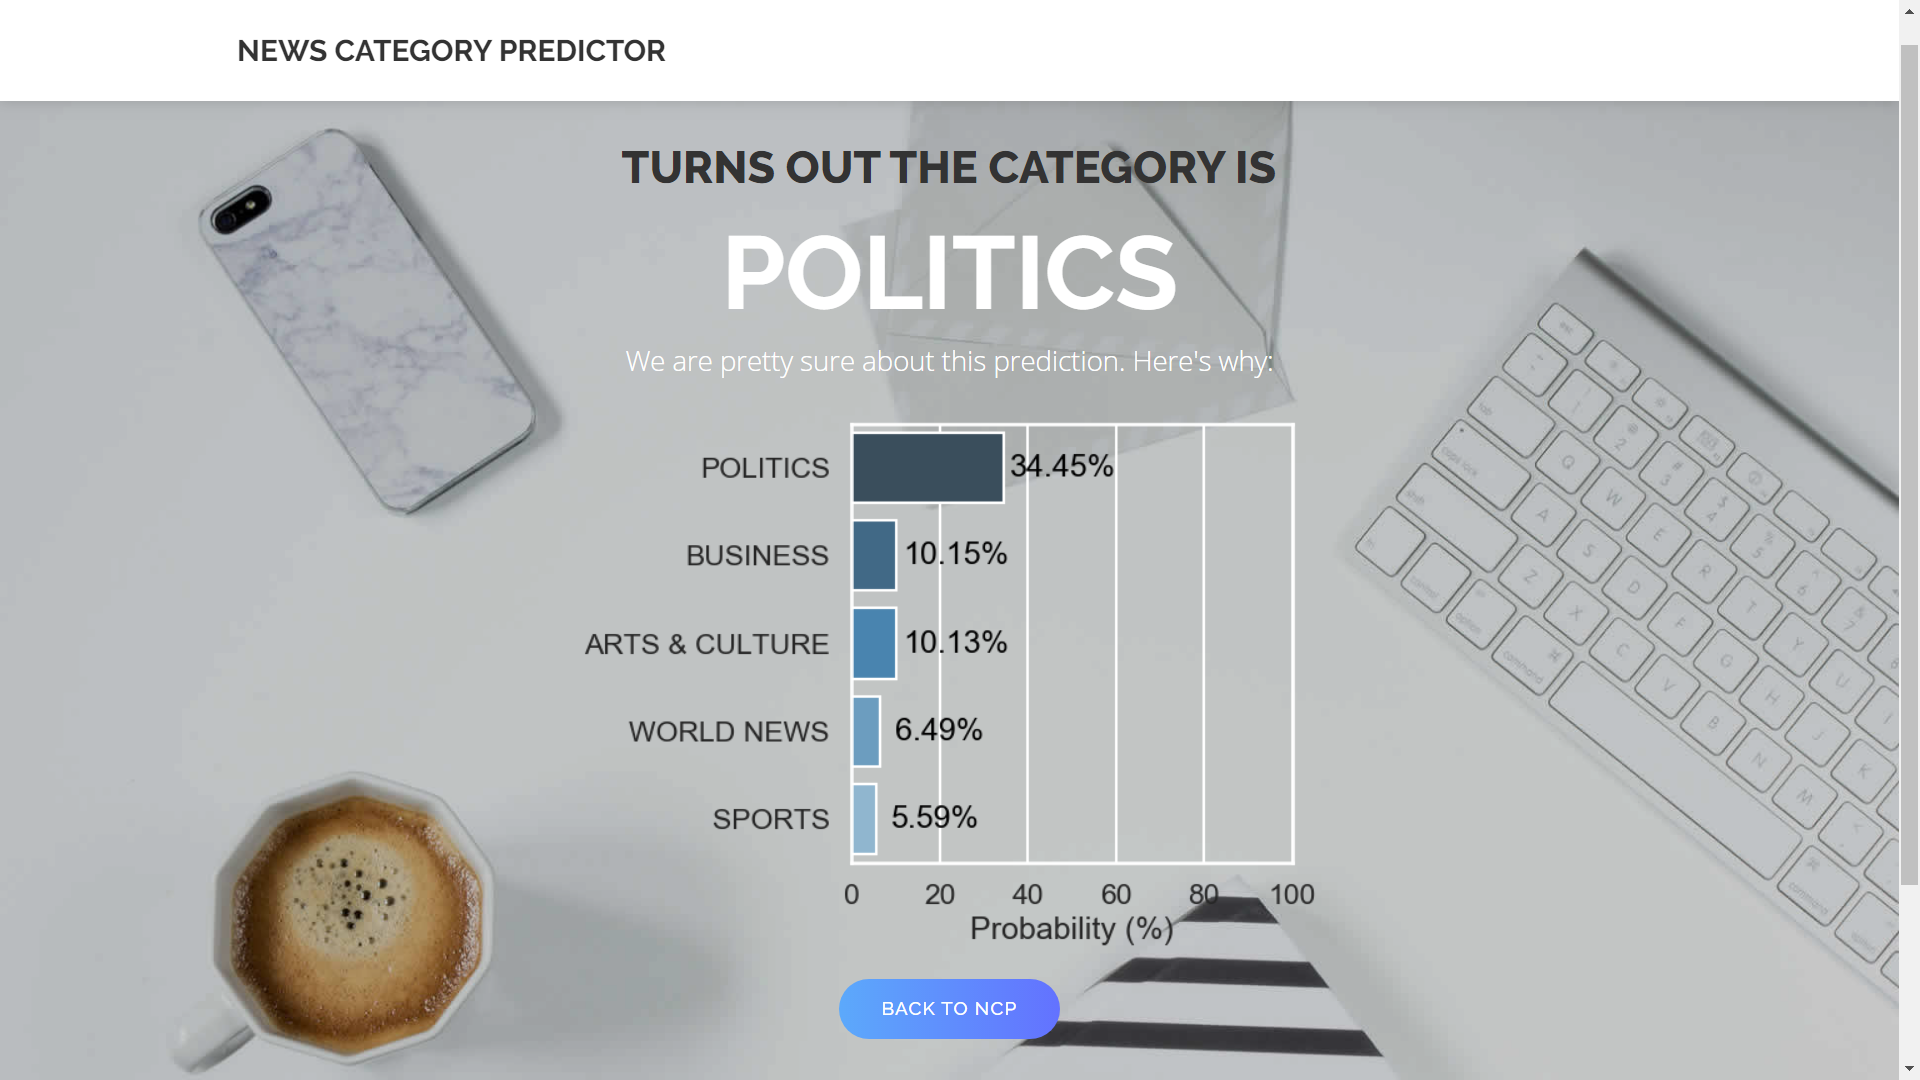 NEWS CATEGORY PREDICTOR
TURNS OUT THE CATEGORY IS
POLITICS
We are pretty sure about this prediction. Here's why:
POLITICS 34.45%
BUSINESS 10.15%
ARTS & CULTURE 10.13%
WORLD NEWS 6.49%
SPORTS 5.59%
0 20 40 60 80 100
Probability (%)
BACK TO NCP